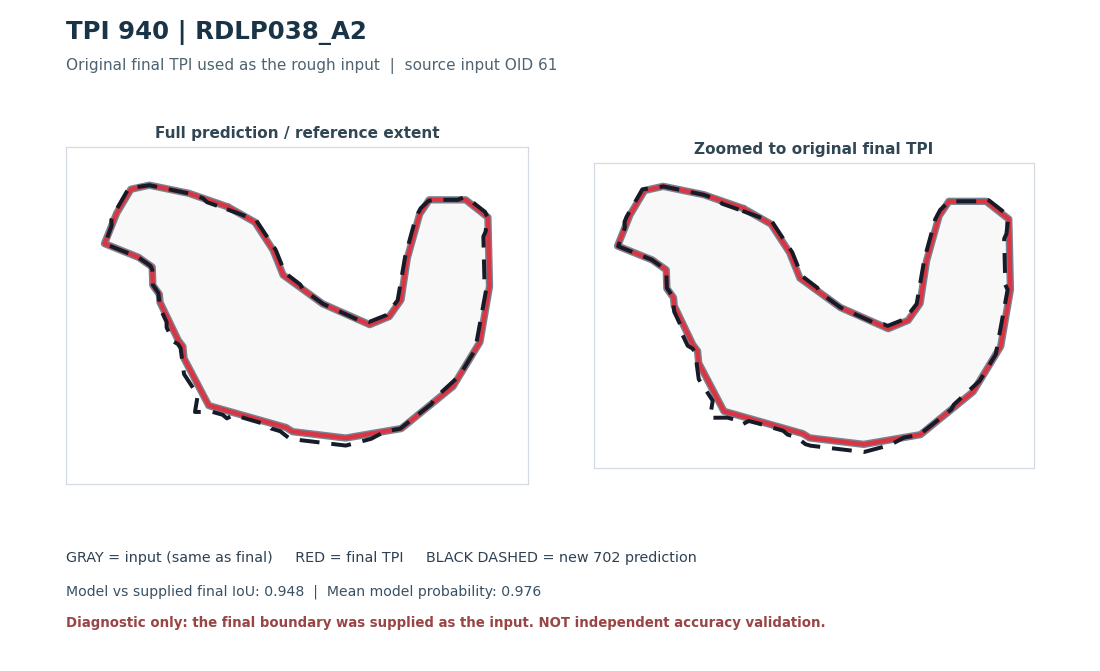 TPI 940 | RDLP038_A2
Original final TPI used as the rough input | source input OID 61
Full prediction / reference extent
Zoomed to original final TPI
GRAY = input (same as final) RED = final TPI BLACK DASHED = new 702 prediction
Model vs supplied final IoU: 0.948 | Mean model probability: 0.976
Diagnostic only: the final boundary was supplied as the input. NOT independent accuracy validation.